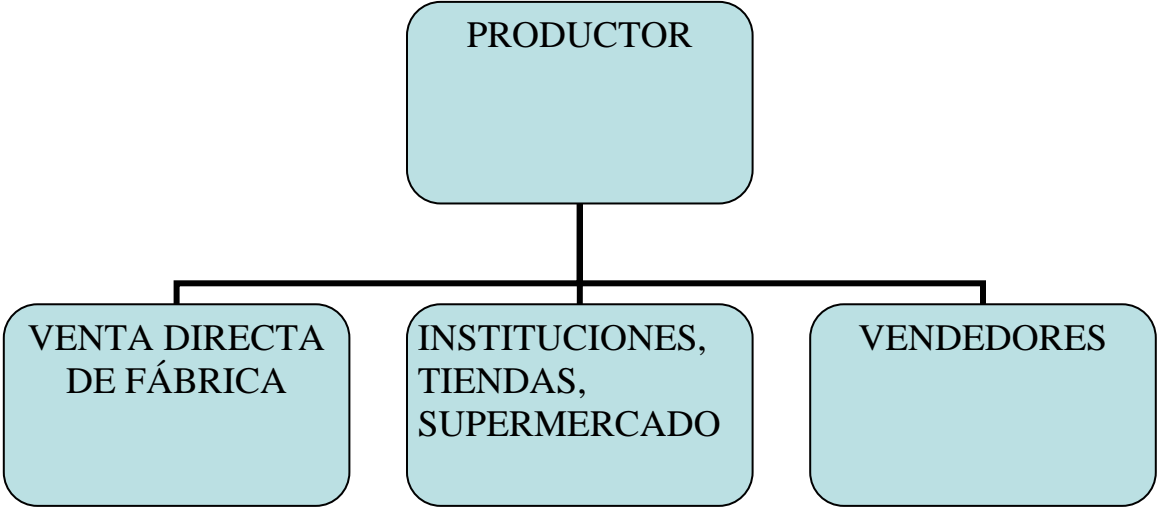 PRODUCTOR
VENTA DIRECTA
DE FÁBRICA
INSTITUCIONES,
TIENDAS,
SUPERMERCADO
VENDEDORES